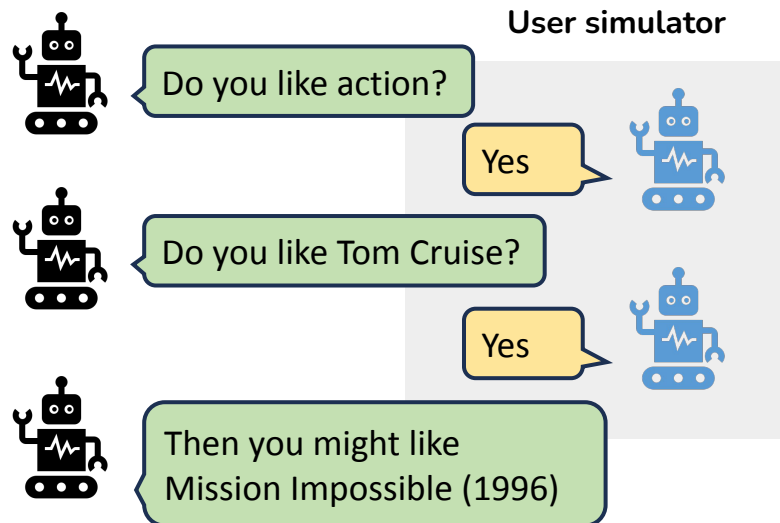 User simulator
Do you like action?
Yes
Do you like Tom Cruise?
Yes
Then you might like
Mission Impossible (1996)